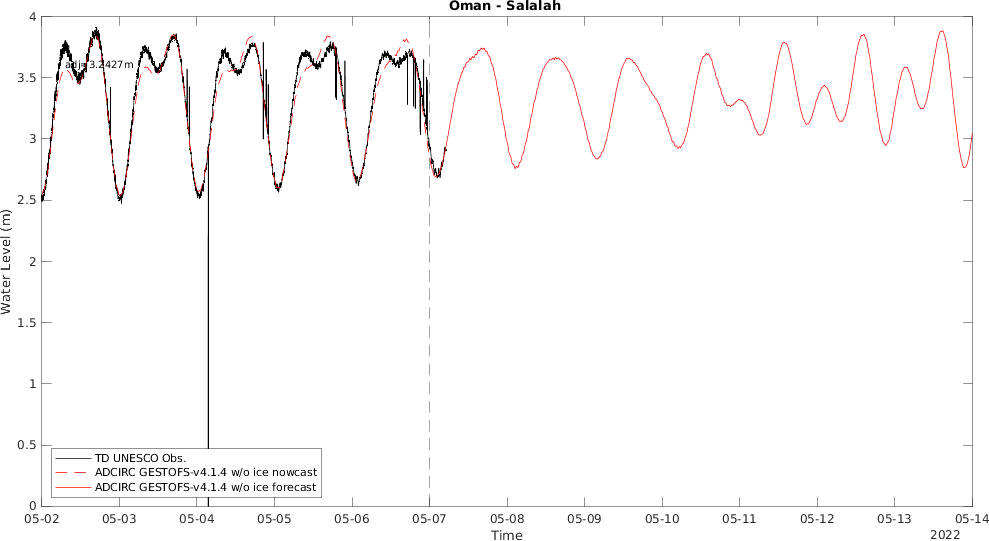 Oman - Salalah
4
3.5
3
2.5
2
1.5
1
0.5
0
Water Level (m)
adj= 3.2427m
TD UNESCO Obs.
ADCIRC GESTOFS-v4.1.4 w/o ice nowcast
ADCIRC GESTOFS-v4.1.4 w/o ice forecast
05-02 05-03 05-04 05-05 05-06 05-07 05-08 05-09 05-10 05-11 05-12 05-13 05-14
Time
2022